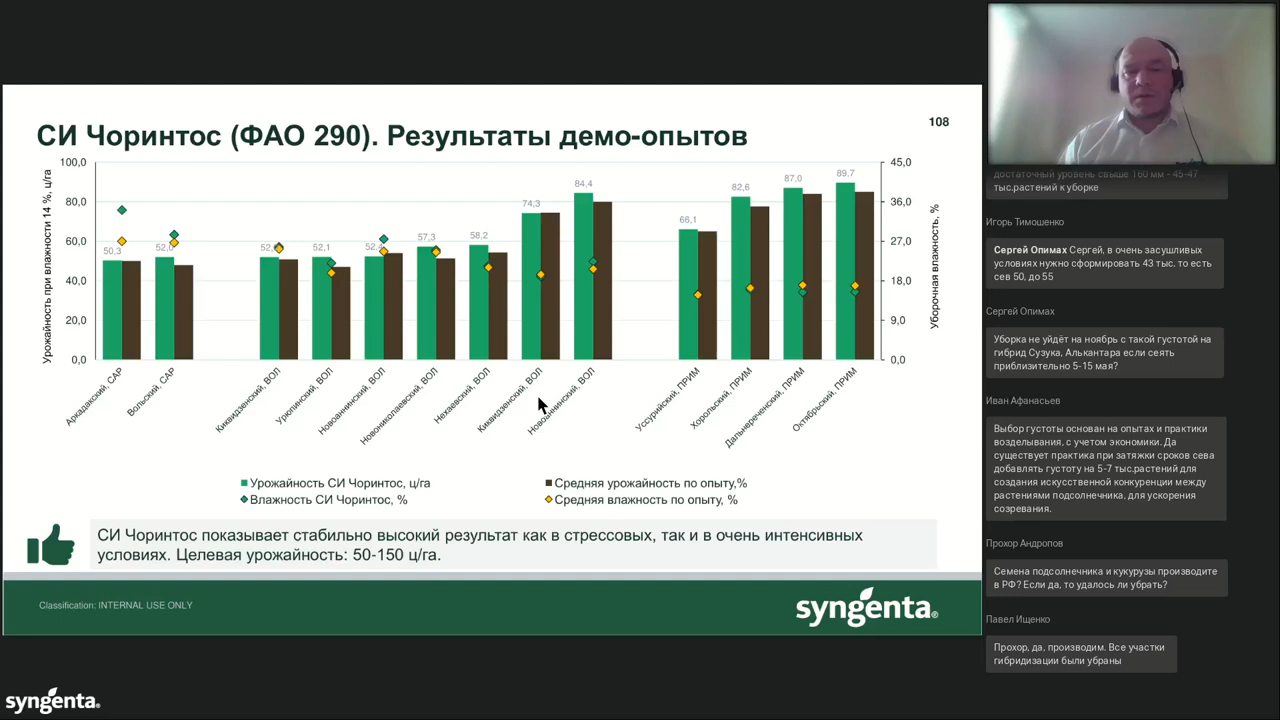 СИ Чоринтос (ФАО 290). Результаты демо-опытов
108
Урожайность при влажности 14 %, ц/га
100,0
80,0
60,0
40,0
20,0
0,0
50,3
52,0
52,1
57,3
58,2
74,3
84,4
66,1
82,6
87,0
89,7
45,0
36,0
27,0
18,0
9,0
0,0
Уборочная влажность, %
Аркадакский, САР
Вольский, САР
Киквидзенский, ВОЛ
Урюпинский, ВОЛ
Новоаннинский, ВОЛ
Новониколаевский, ВОЛ
Нехаевский, ВОЛ
Киквидзенский, ВОЛ
Новоаннинский, ВОЛ
Уссурийский, ПРИМ
Хорольский, ПРИМ
Дальнереченский, ПРИМ
Октябрьский, ПРИМ
Урожайность СИ Чоринтос, ц/га
Средняя урожайность по опыту,%
Влажность СИ Чоринтос, %
Средняя влажность по опыту, %
СИ Чоринтос показывает стабильно высокий результат как в стрессовых, так и в очень интенсивных
условиях. Целевая урожайность: 50-150 ц/га.
Classification: INTERNAL USE ONLY
syngenta®
syngenta®
достаточный уровень свыше 160 мм - 45-47
тыс.растений к уборке
Игорь Тимошенко
Сергей Опимах Сергей, в очень засушливых
условиях нужно сформировать 43 тыс. то есть
сев 50, до 55
Сергей Опимах
Уборка не уйдёт на ноябрь с такой густотой на
гибрид Сузука, Алькантара если сеять
приблизительно 5-15 мая?
Иван Афанасьев
Выбор густоты основан на опытах и практики
возделывания, с учетом экономики. Да
существует практика при затяжки сроков сева
добавлять густоту на 5-7 тыс.растений для
создания искусственной конкуренции между
растениями подсолнечника, для ускорения
созревания.
Прохор Андропов
Семена подсолнечника и кукурузы производите
в РФ? Если да, то удалось ли убрать?
Павел Ищенко
Прохор, да, производим. Все участки
гибридизации были убраны